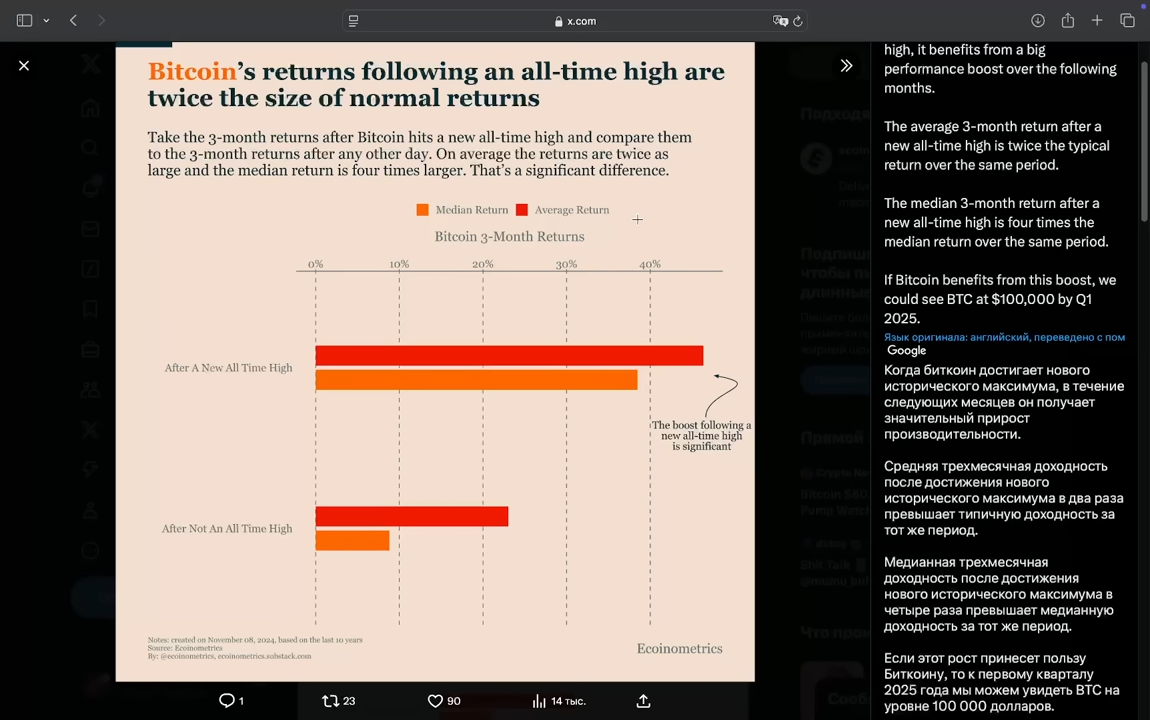 x.com
Bitcoin's returns following an all-time high are
twice the size of normal returns
Take the 3-month returns after Bitcoin hits a new all-time high and compare them
to the 3-month returns after any other day. On average the returns are twice as
large and the median return is four times larger. That's a significant difference.
Median Return Average Return
Bitcoin 3-Month Returns
0% 10% 20% 30% 40%
After A New All Time High
The boost following a
new all-time high
is significant
After Not An All Time High
Notes: created on November 08, 2024, based on the last 10 years
Source: Ecoinometrics
By: @ecoinometrics, ecoinometrics.substack.com
Ecoinometrics
1 23 90 14 тыс.
high, it benefits from a big
performance boost over the following
months.
The average 3-month return after a
new all-time high is twice the typical
return over the same period.
The median 3-month return after a
new all-time high is four times the
median return over the same period.
If Bitcoin benefits from this boost, we
could see BTC at $100,000 by Q1
2025.
Язык оригинала: английский, переведено с пом
Google
Когда биткоин достигает нового
исторического максимума, в течение
следующих месяцев он получает
значительный прирост
производительности.
Средняя трехмесячная доходность
после достижения нового
исторического максимума в два раза
превышает типичную доходность за
тот же период.
Медианная трехмесячная
доходность после достижения
нового исторического максимума в
четыре раза превышает медианную
доходность за тот же период.
Если этот рост принесет пользу
Биткоину, то к первому кварталу
2025 года мы можем увидеть BTC на
уровне 100 000 долларов.